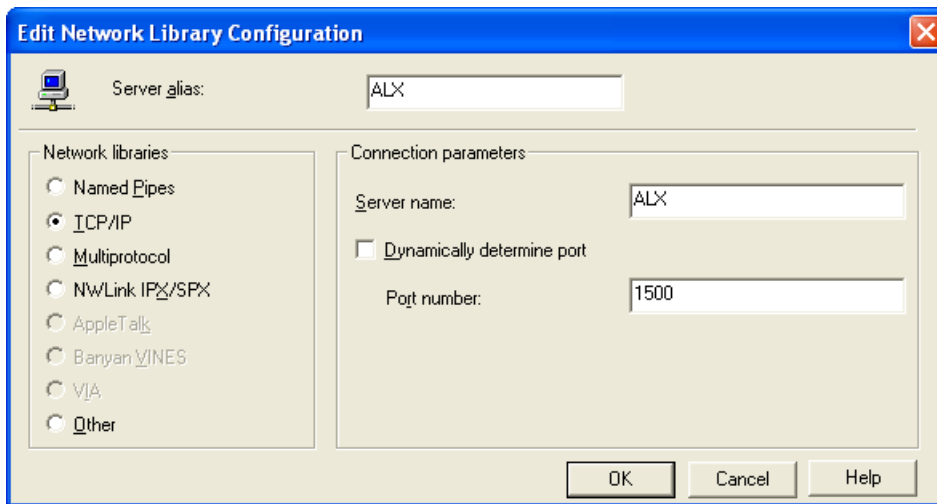 Edit Network Library Configuration
Server alias: ALX
Network libraries
Named Pipes
TCP/IP
Multiprotocol
NWLink IPX/SPX
AppleTalk
Banyan VINES
VIA
Other
Connection parameters
Server name: ALX
Dynamically determine port
Port number: 1500
OK Cancel Help